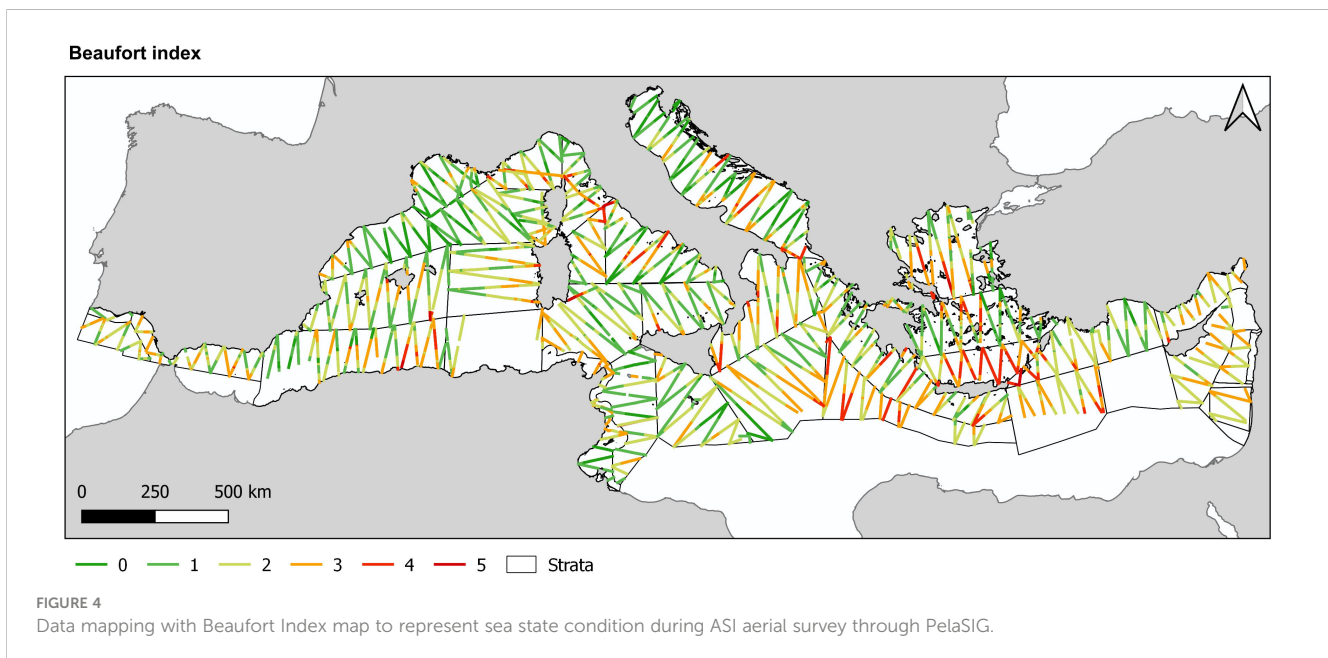 Beaufort index
0 250 500 km
0 1 2 3 4 5 Strata
FIGURE 4
Data mapping with Beaufort Index map to represent sea state condition during ASI aerial survey through PelaSIG.